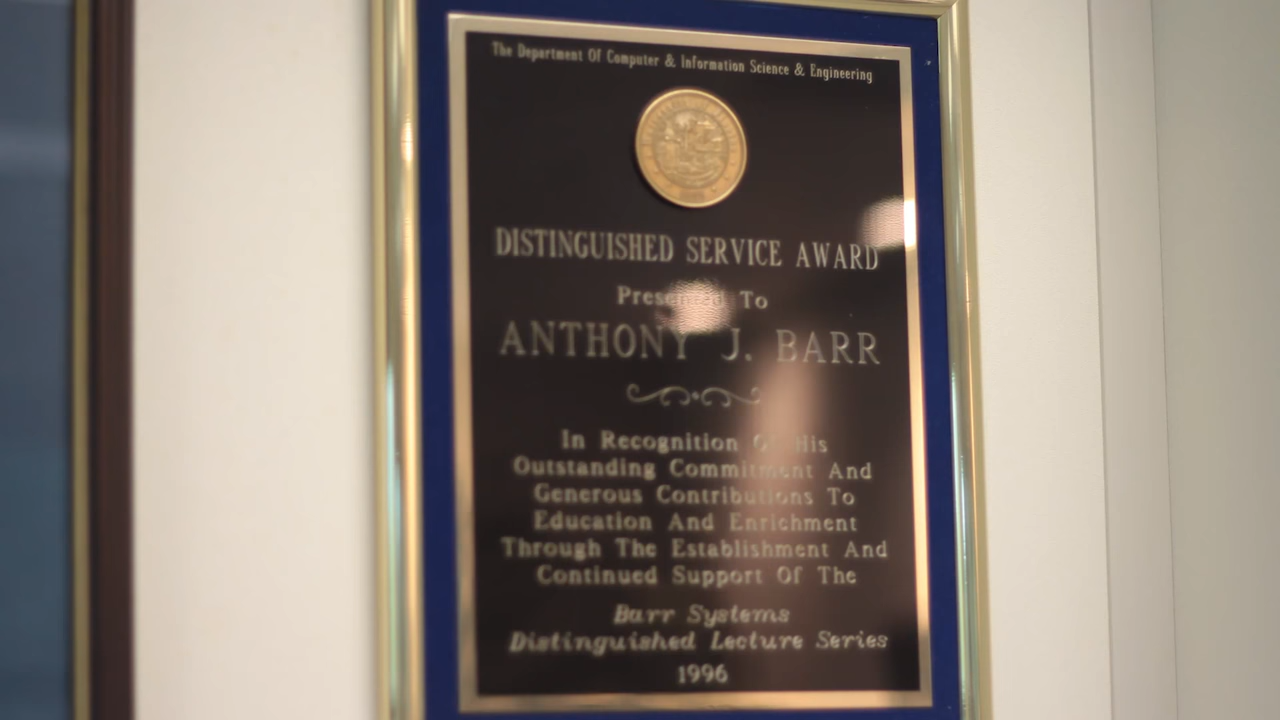 The Department Of Computer & Information Science & Engineering
DISTINGUISHED SERVICE AWARD
Presented To
ANTHONY J. BARR
In Recognition Of His
Outstanding Commitment And
Generous Contributions To
Education And Enrichment
Through The Establishment And
Continued Support Of The
Barr Systems
Distinguished Lecture Series
1996